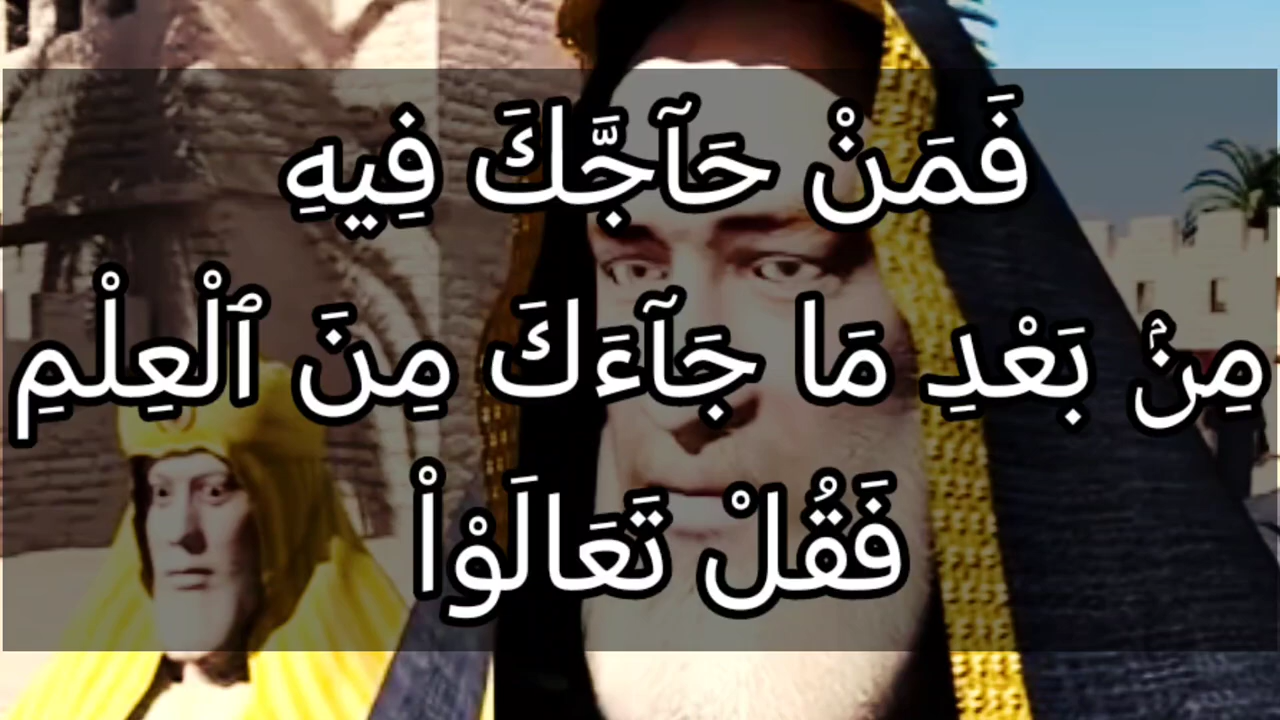 فَمَنْ حَآجَّكَ فِيهِ
مِنۢ بَعْدِ مَا جَآءَكَ مِنَ ٱلْعِلْمِ
فَقُلْ تَعَالَوْا۟